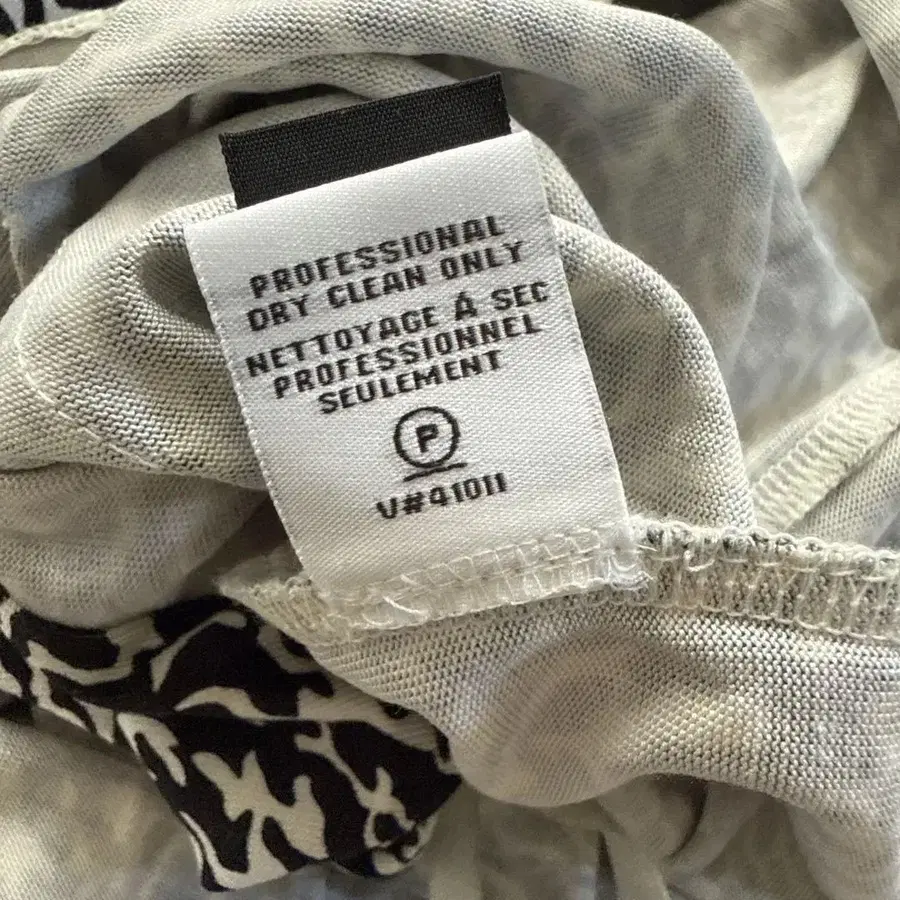 PROFESSIONAL
DRY CLEAN ONLY
NETTOYAGE Á SEC
PROFESSIONNEL
SEULEMENT
P
V#41011